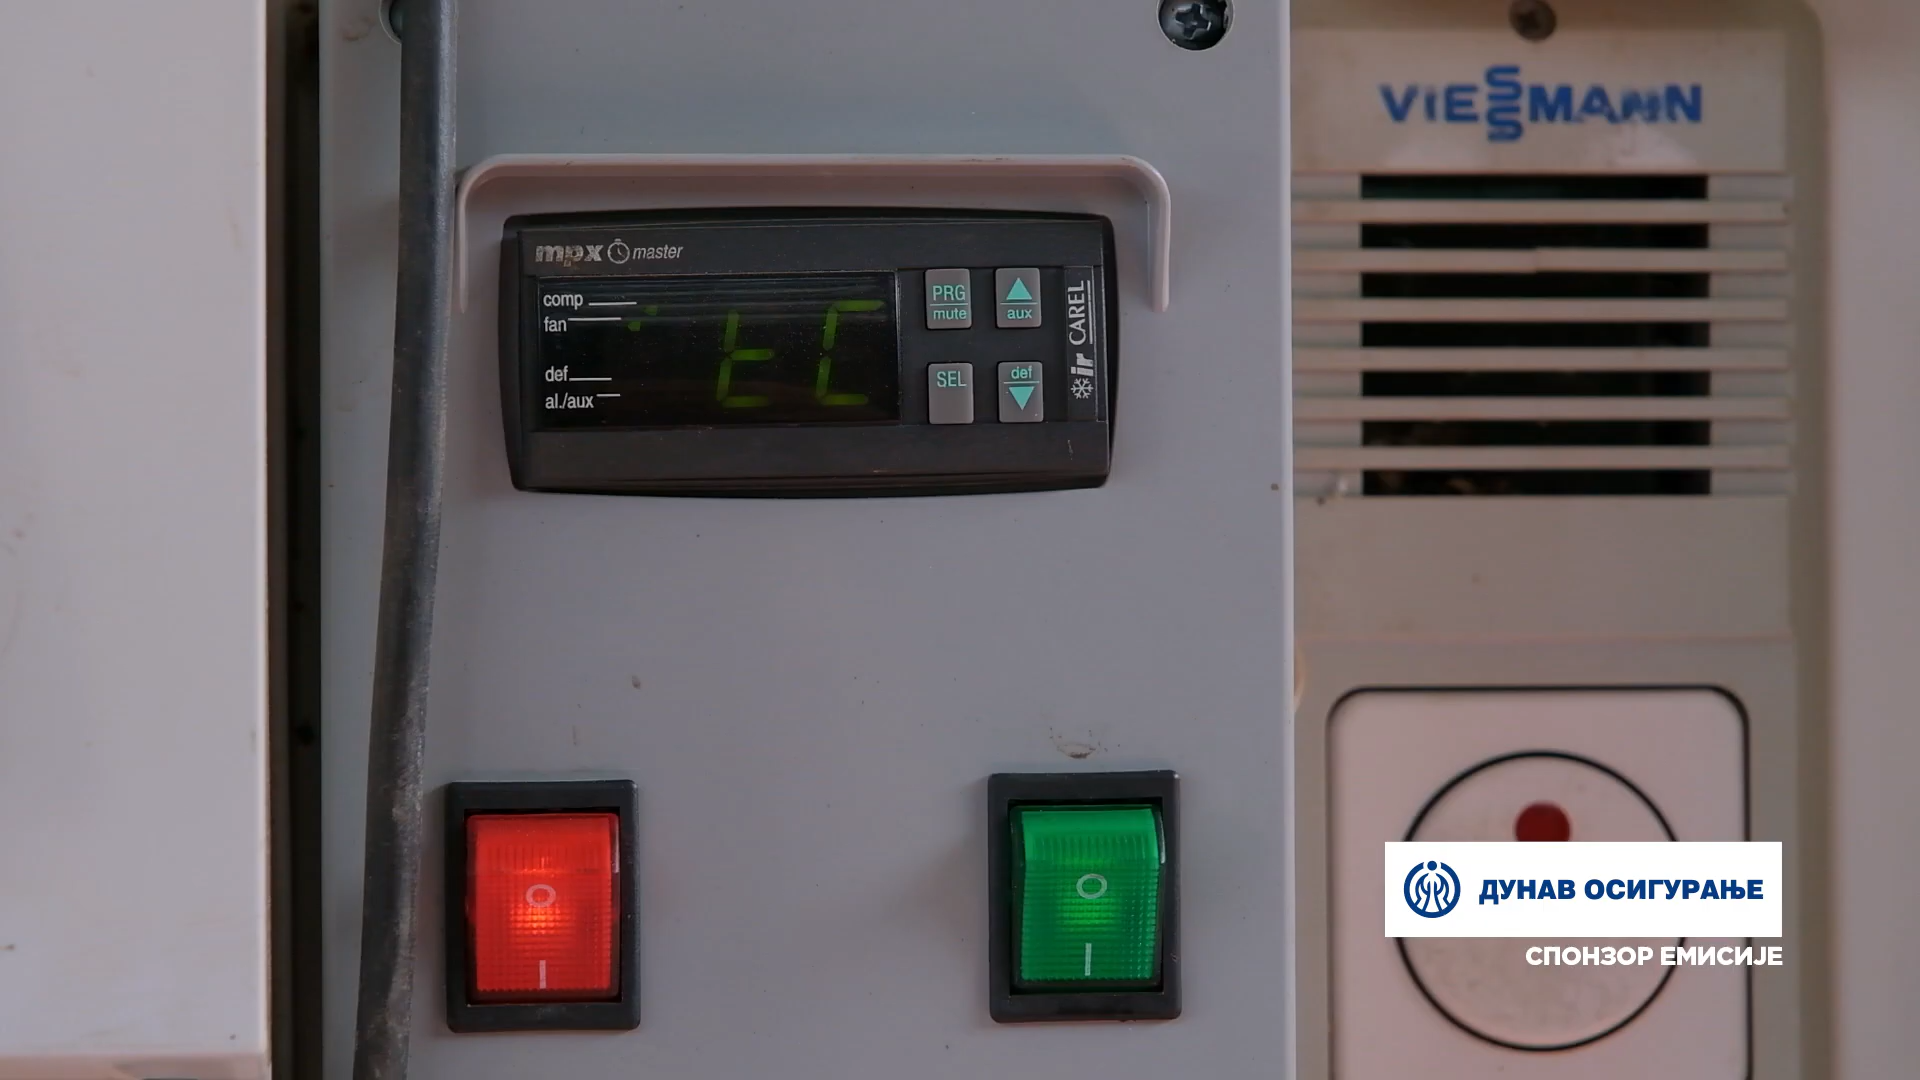 VIESSMANN
mpx master
comp
fan
def
al./aux
tC
PRG
mute
aux
SEL
def
ir CAREL
O
I
O
I
ДУНАВ ОСИГУРАЊЕ
СПОНЗОР ЕМИСИЈЕ